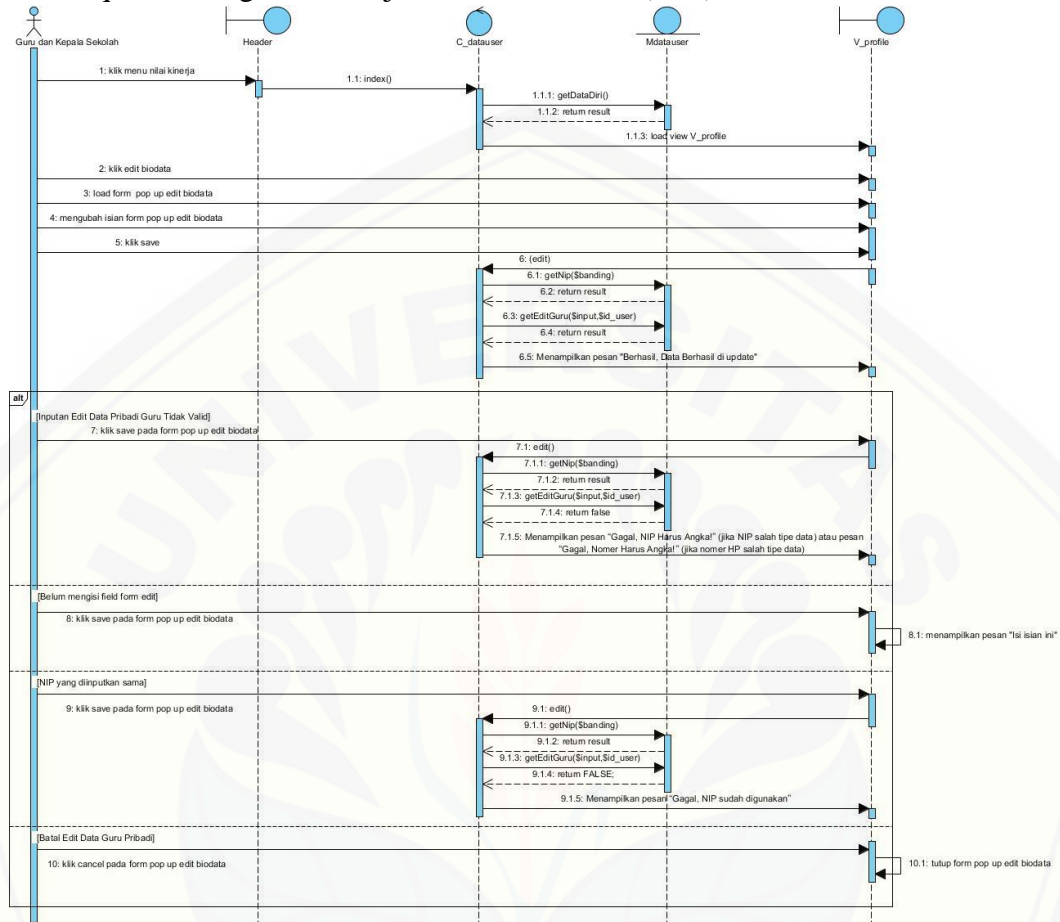 Guru dan Kepala Sekolah
Header
C_datauser
Mdatauser
V_profile
1: klik menu nilai kinerja
1.1: index()
1.1.1: getDataDiri()
1.1.2: return result
1.1.3: load view V_profile
2: klik edit biodata
3: load form pop up edit biodata
4: mengubah isian form pop up edit biodata
5: klik save
6: (edit)
6.1: getNip($banding)
6.2: return result
6.3: getEditGuru($input,$id_user)
6.4: return result
6.5: Menampilkan pesan "Berhasil, Data Berhasil di update"
alt
[Inputan Edit Data Pribadi Guru Tidak Valid]
7: klik save pada form pop up edit biodata
7.1: edit()
7.1.1: getNip($banding)
7.1.2: return result
7.1.3: getEditGuru($input,$id_user)
7.1.4: return false
7.1.5: Menampilkan pesan "Gagal, NIP Harus Angka!" (jika NIP salah tipe data) atau pesan
"Gagal, Nomer Harus Angka!" (jika nomer HP salah tipe data)
[Belum mengisi field form edit]
8: klik save pada form pop up edit biodata
8.1: menampilkan pesan "Isi isian ini"
[NIP yang diinputkan sama]
9: klik save pada form pop up edit biodata
9.1: edit()
9.1.1: getNip($banding)
9.1.2: return result
9.1.3: getEditGuru($input,$id_user)
9.1.4: return FALSE;
9.1.5: Menampilkan pesan "Gagal, NIP sudah digunakan"
[Batal Edit Data Guru Pribadi]
10: klik cancel pada form pop up edit biodata
10.1: tutup form pop up edit biodata
UNIVERSITAS